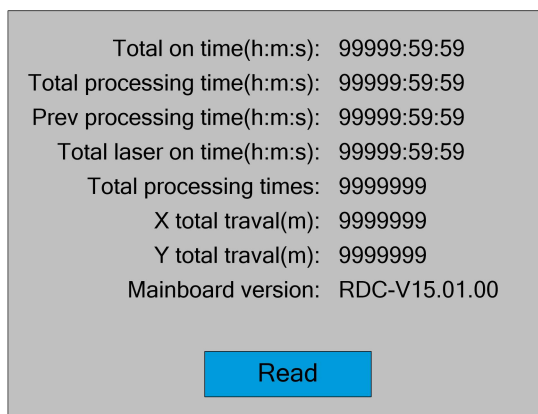 Total on time(h:m:s): 99999:59:59
Total processing time(h:m:s): 99999:59:59
Prev processing time(h:m:s): 99999:59:59
Total laser on time(h:m:s): 99999:59:59
Total processing times: 9999999
X total traval(m): 9999999
Y total traval(m): 9999999
Mainboard version: RDC-V15.01.00
Read